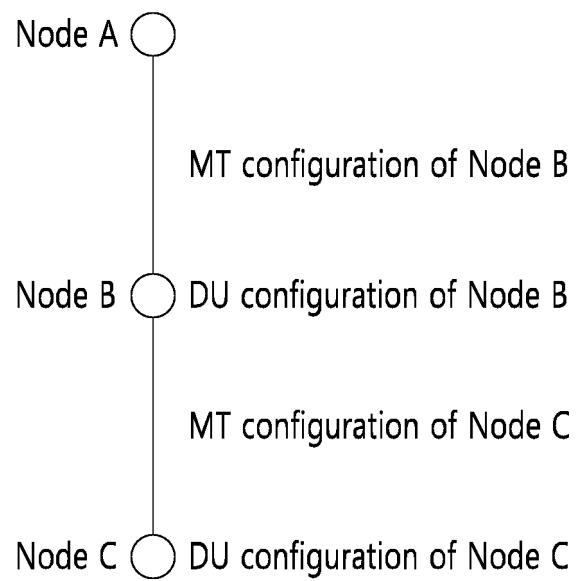 Node A
MT configuration of Node B
Node B DU configuration of Node B
MT configuration of Node C
Node C DU configuration of Node C